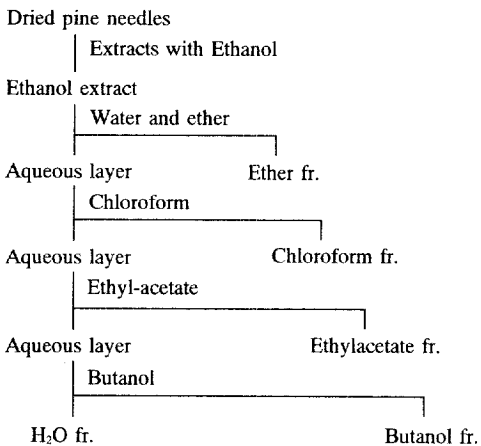 Dried pine needles
Extracts with Ethanol
Ethanol extract
Water and ether
Aqueous layer Ether fr.
Chloroform
Aqueous layer Chloroform fr.
Ethyl-acetate
Aqueous layer Ethylacetate fr.
Butanol
H₂O fr. Butanol fr.